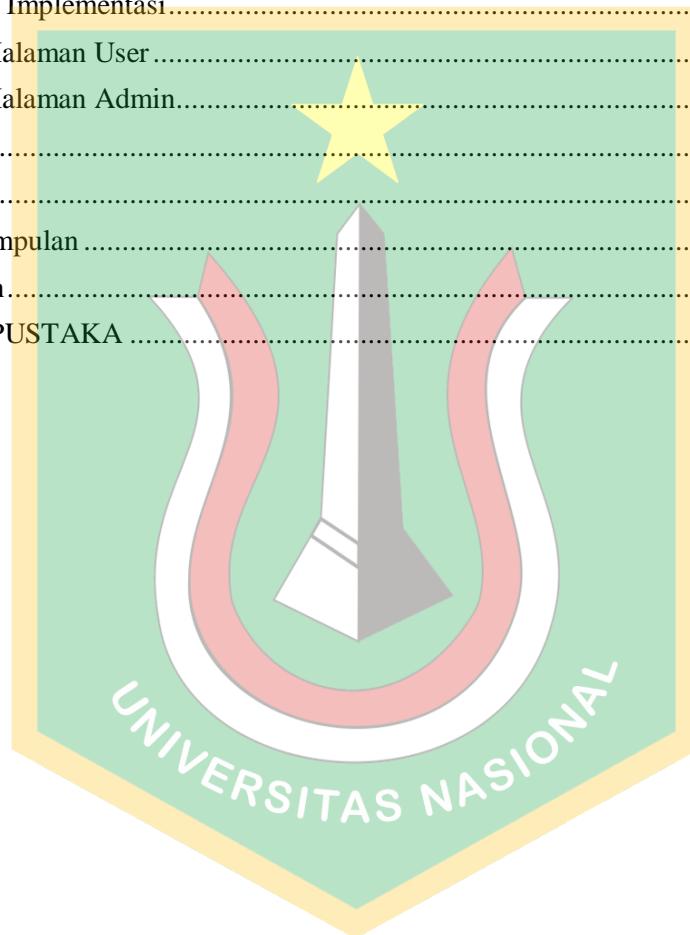 Implementasi........................................................................
alaman User........................................................................
alaman Admin.....................................................................
........................................................................................
........................................................................................
mpulan ................................................................................
........................................................................................
PUSTAKA ..........................................................................
UNIVERSITAS NASIONAL